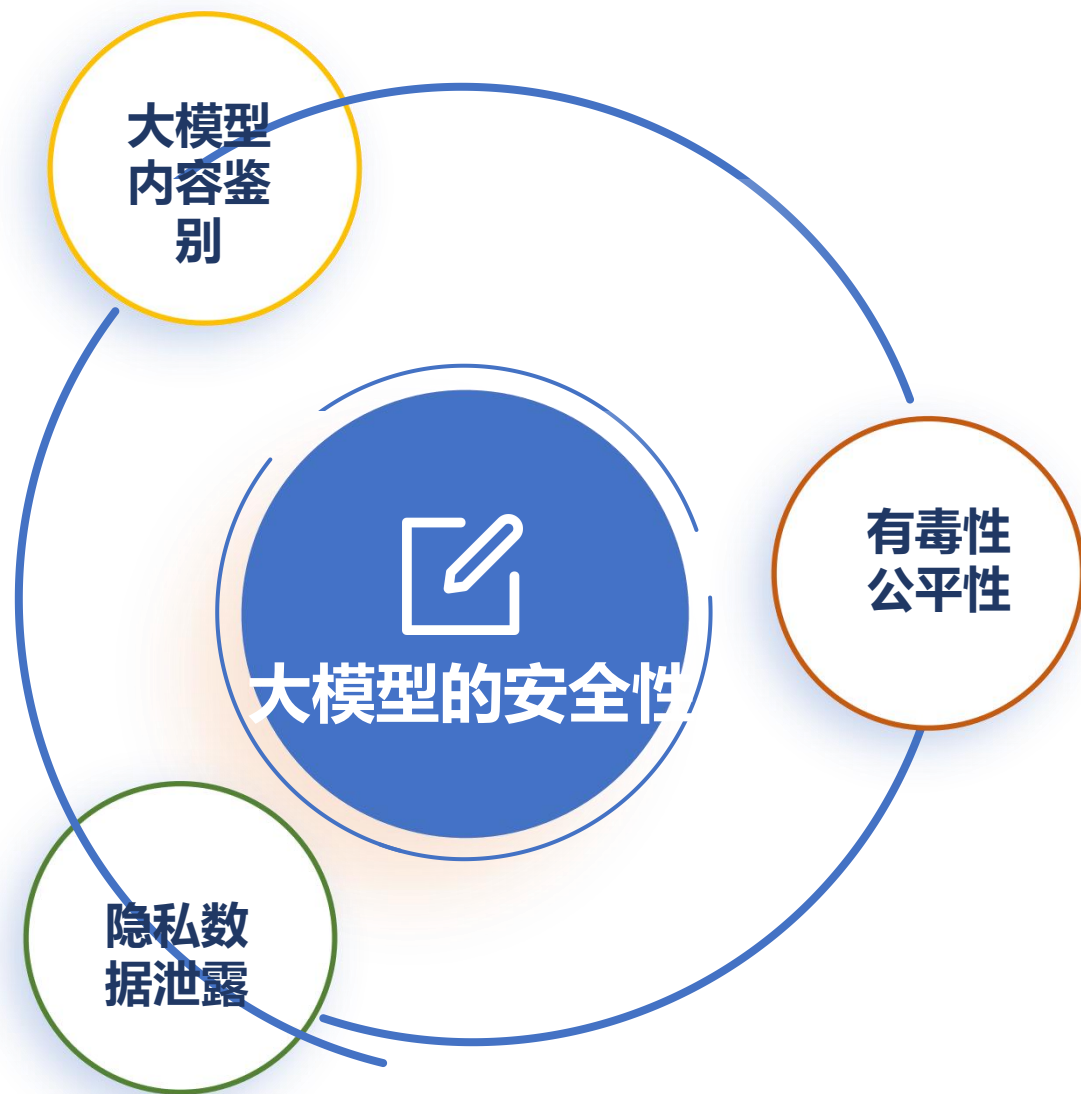 大模型
内容鉴
别
有毒性
公平性
大模型的安全性
隐私数
据泄露